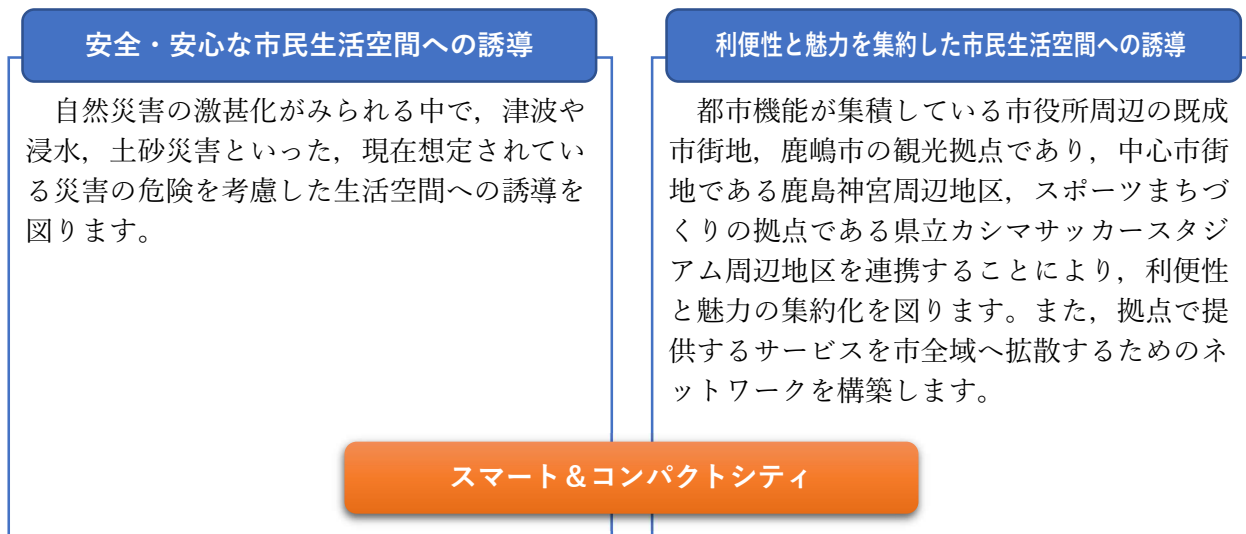 安全・安心な市民生活空間への誘導
　自然災害の激甚化がみられる中で，津波や
浸水，土砂災害といった，現在想定されてい
る災害の危険を考慮した生活空間への誘導を
図ります。
利便性と魅力を集約した市民生活空間への誘導
　都市機能が集積している市役所周辺の既成
市街地，鹿嶋市の観光拠点であり，中心市街
地である鹿島神宮周辺地区，スポーツまちづ
くりの拠点である県立カシマサッカースタジ
アム周辺地区を連携することにより，利便性
と魅力の集約化を図ります。また，拠点で提
供するサービスを市全域へ拡散するためのネ
ットワークを構築します。
スマート＆コンパクトシティ